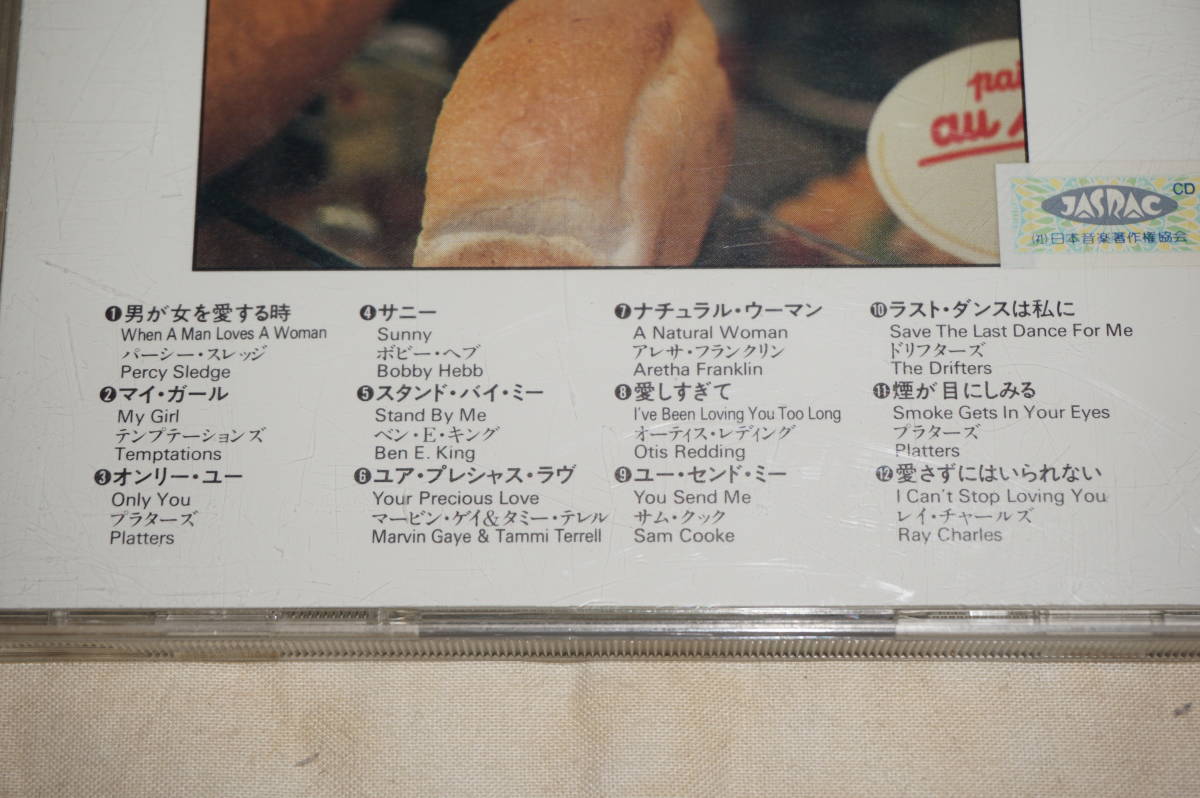 pai
au
CD
JASRAC
(社)日本音楽著作権協会
❶男が女を愛する時
When A Man Loves A Woman
パーシー・スレッジ
Percy Sledge
❷マイ・ガール
My Girl
テンプテーションズ
Temptations
❸オンリー・ユー
Only You
プラターズ
Platters
❹サニー
Sunny
ボビー・ヘブ
Bobby Hebb
❺スタンド・バイ・ミー
Stand By Me
ベン・E・キング
Ben E. King
❻ユア・プレシャス・ラヴ
Your Precious Love
マービン・ゲイ&タミー・テレル
Marvin Gaye & Tammi Terrell
❼ナチュラル・ウーマン
A Natural Woman
アレサ・フランクリン
Aretha Franklin
❽愛しすぎて
I've Been Loving You Too Long
オーティス・レディング
Otis Redding
❾ユー・センド・ミー
You Send Me
サム・クック
Sam Cooke
❿ラスト・ダンスは私に
Save The Last Dance For Me
ドリフターズ
The Drifters
⓫煙が目にしみる
Smoke Gets In Your Eyes
プラターズ
Platters
⓬愛さずにはいられない
I Can't Stop Loving You
レイ・チャールズ
Ray Charles